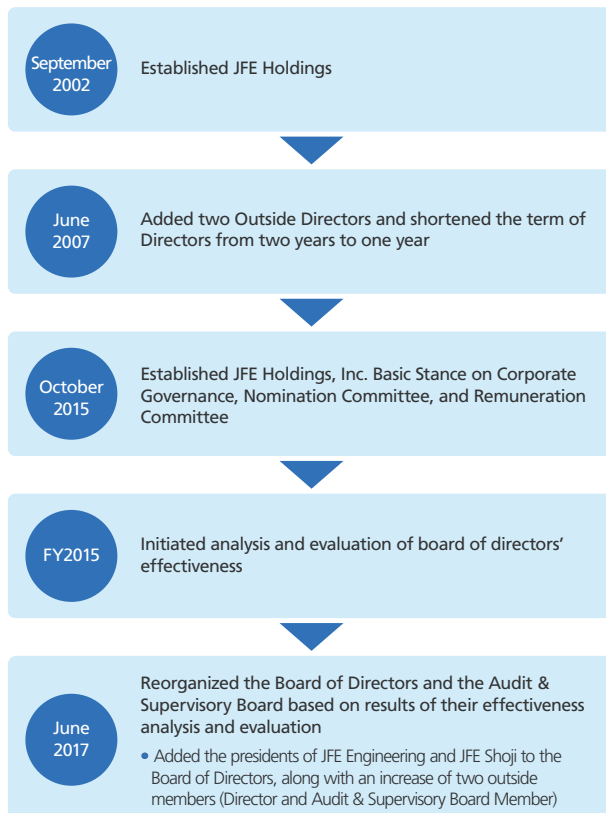 September
2002
Established JFE Holdings
June
2007
Added two Outside Directors and shortened the term of
Directors from two years to one year
October
2015
Established JFE Holdings, Inc. Basic Stance on Corporate
Governance, Nomination Committee, and Remuneration
Committee
FY2015
Initiated analysis and evaluation of board of directors’
effectiveness
June
2017
Reorganized the Board of Directors and the Audit &
Supervisory Board based on results of their effectiveness
analysis and evaluation
• Added the presidents of JFE Engineering and JFE Shoji to the
Board of Directors, along with an increase of two outside
members (Director and Audit & Supervisory Board Member)